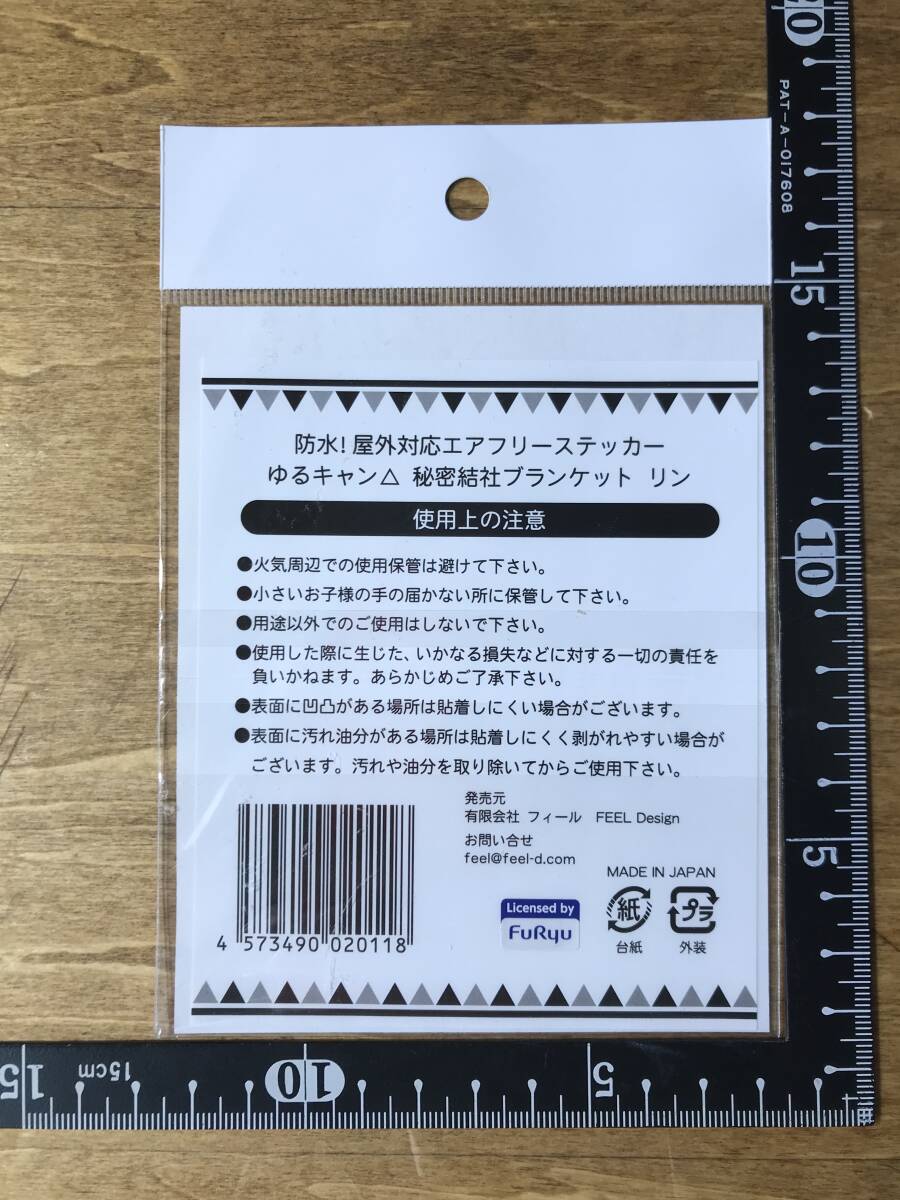 20
PAT-A-017608
15
防水!屋外対応エアフリーステッカー
ゆるキャン△ 秘密結社ブランケット リン
使用上の注意
●火気周辺での使用保管は避けて下さい。
●小さいお子様の手の届かない所に保管して下さい。
●用途以外でのご使用はしないで下さい。
●使用した際に生じた、いかなる損失などに対する一切の責任を
負いかねます。あらかじめご了承下さい。
●表面に凹凸がある場所は貼着しにくい場合がございます。
●表面に汚れ油分がある場所は貼着しにくく剥がれやすい場合が
ございます。汚れや油分を取り除いてからご使用下さい。
10
発売元
有限会社 フィール FEEL Design
お問い合せ
feel@feel-d.com
5
MADE IN JAPAN
Licensed by
FuRyu
紙
台紙
プラ
外装
4 573490 020118
15
15cm
10
5